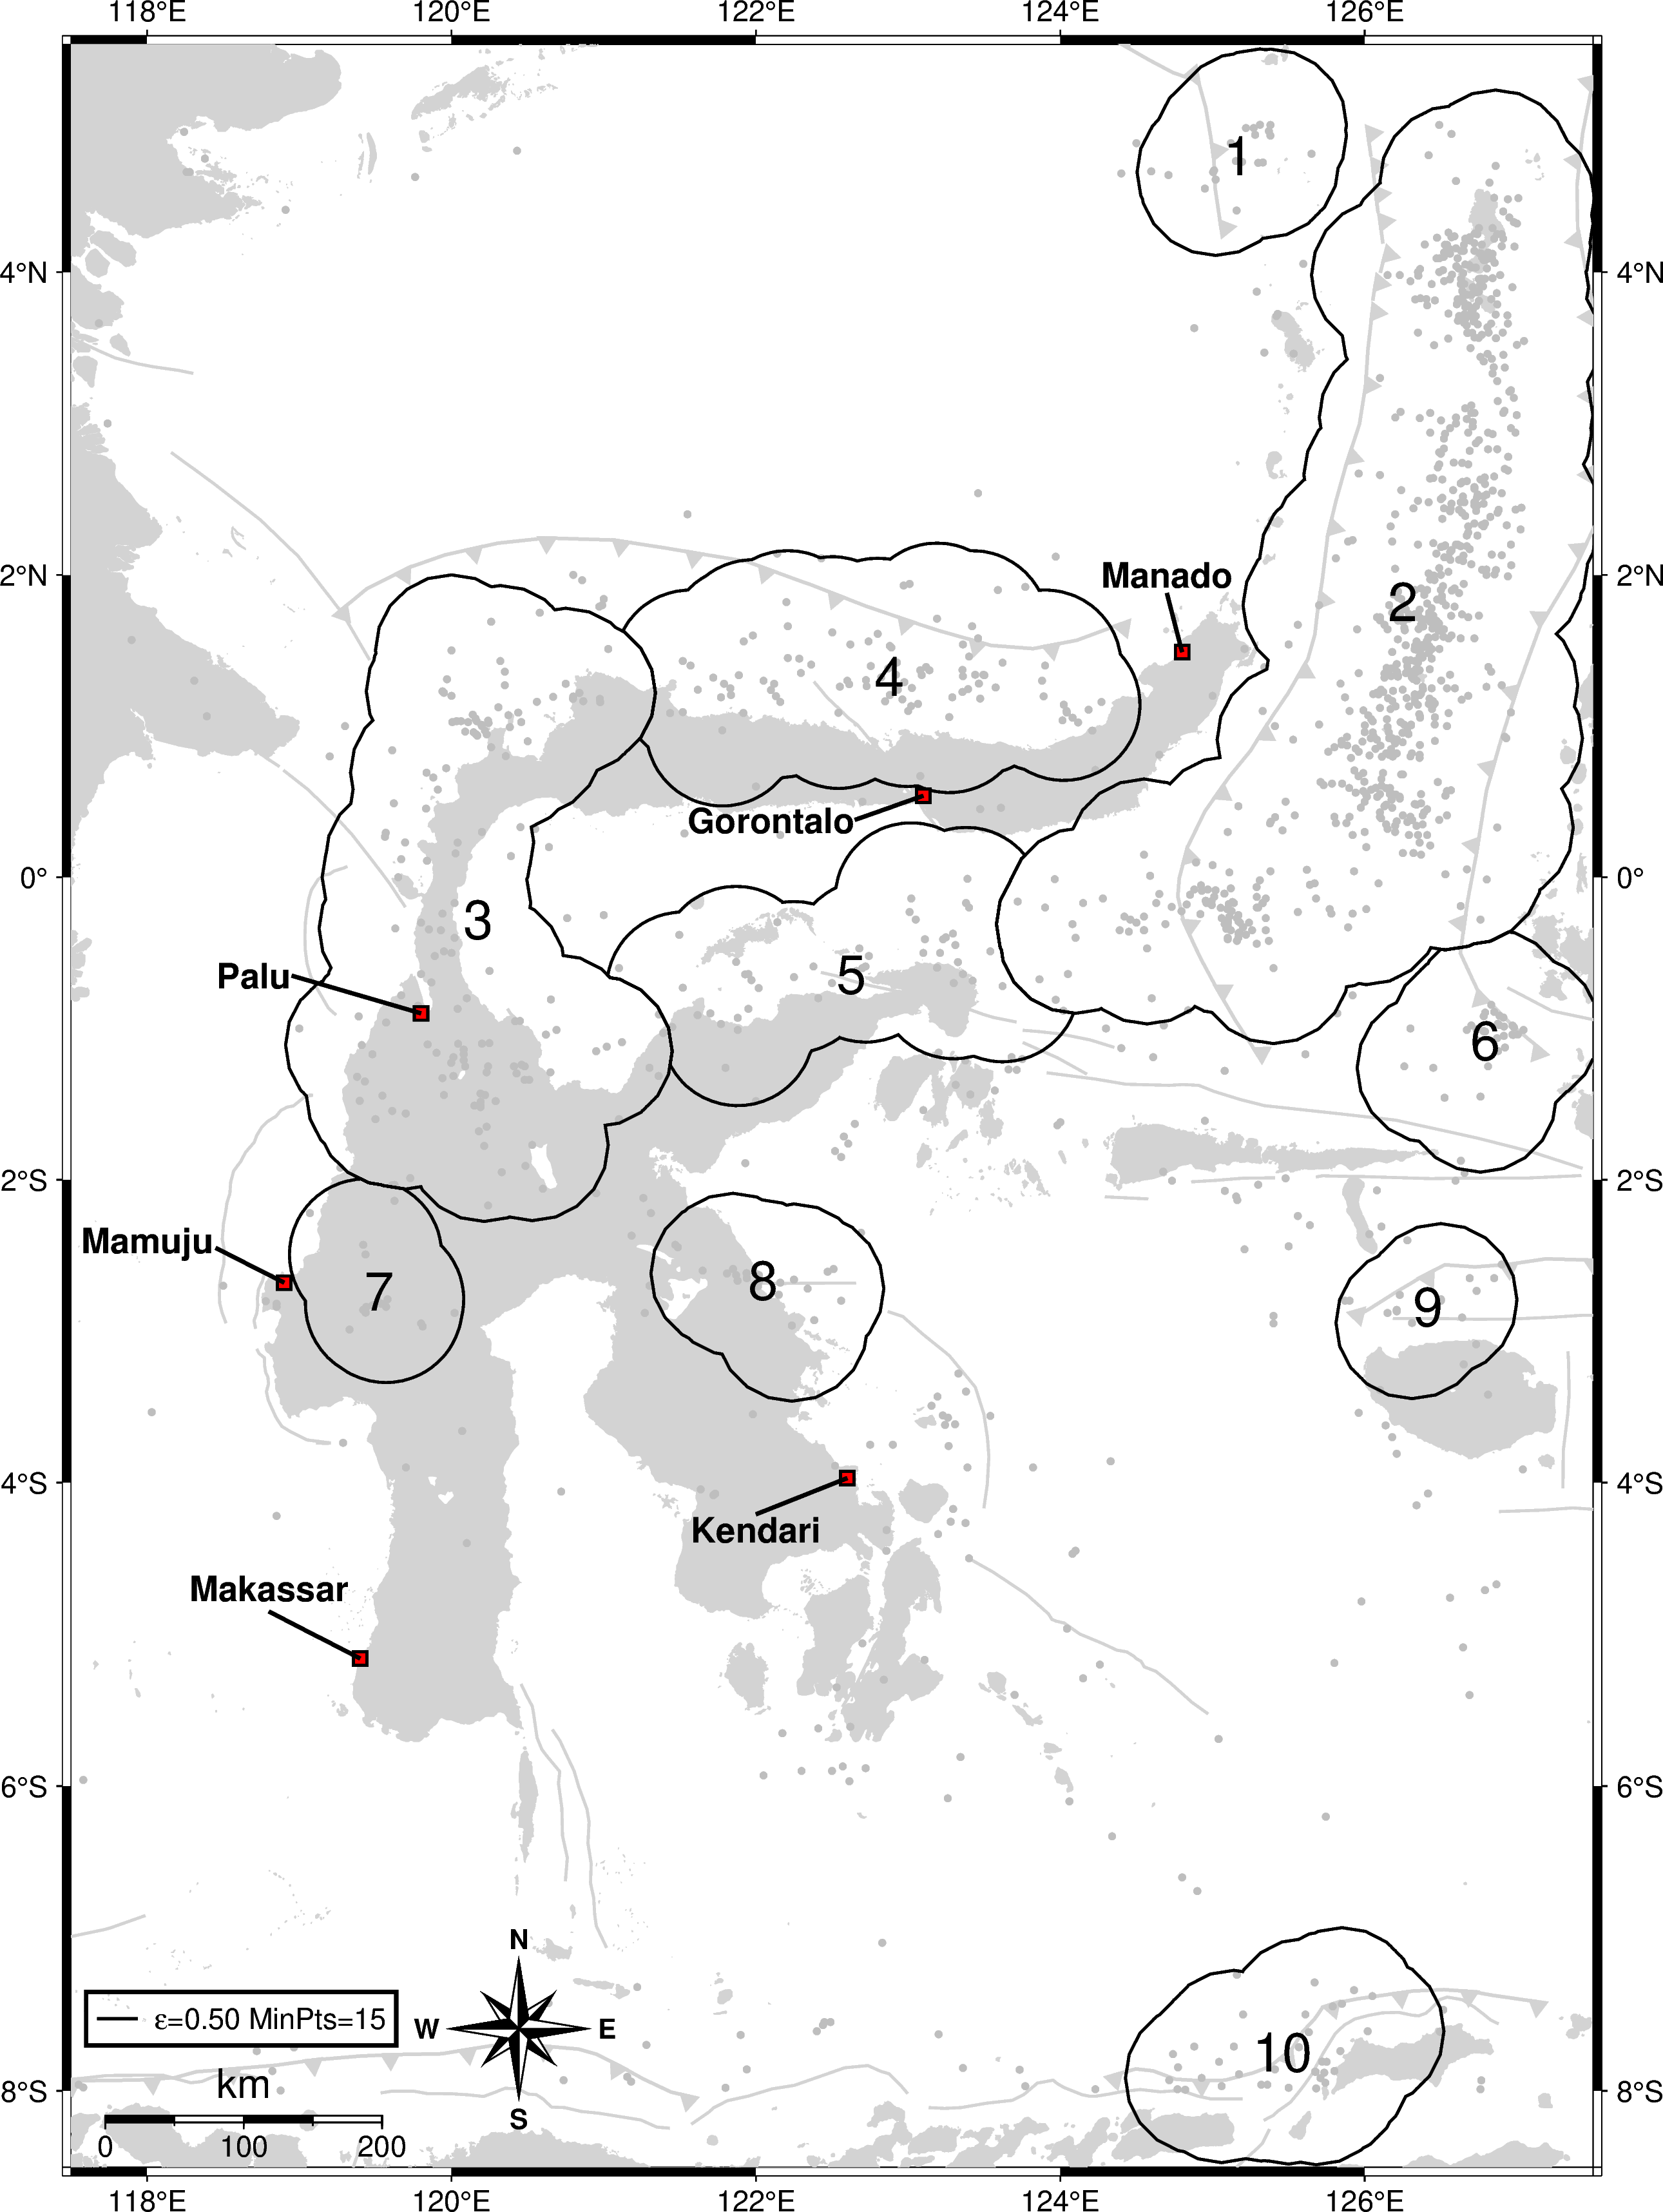 118°E 120°E 122°E 124°E 126°E
1
4°N 4°N
2°N Manado 2°N
2
4
Gorontalo
0° 0°
3
Palu 5
6
2°S 2°S
Mamuju
7 8 9
4°S 4°S
Kendari
Makassar
6°S 6°S
N
ε=0.50 MinPts=15 W E
10
km
8°S 8°S
S
0 100 200
118°E 120°E 122°E 124°E 126°E